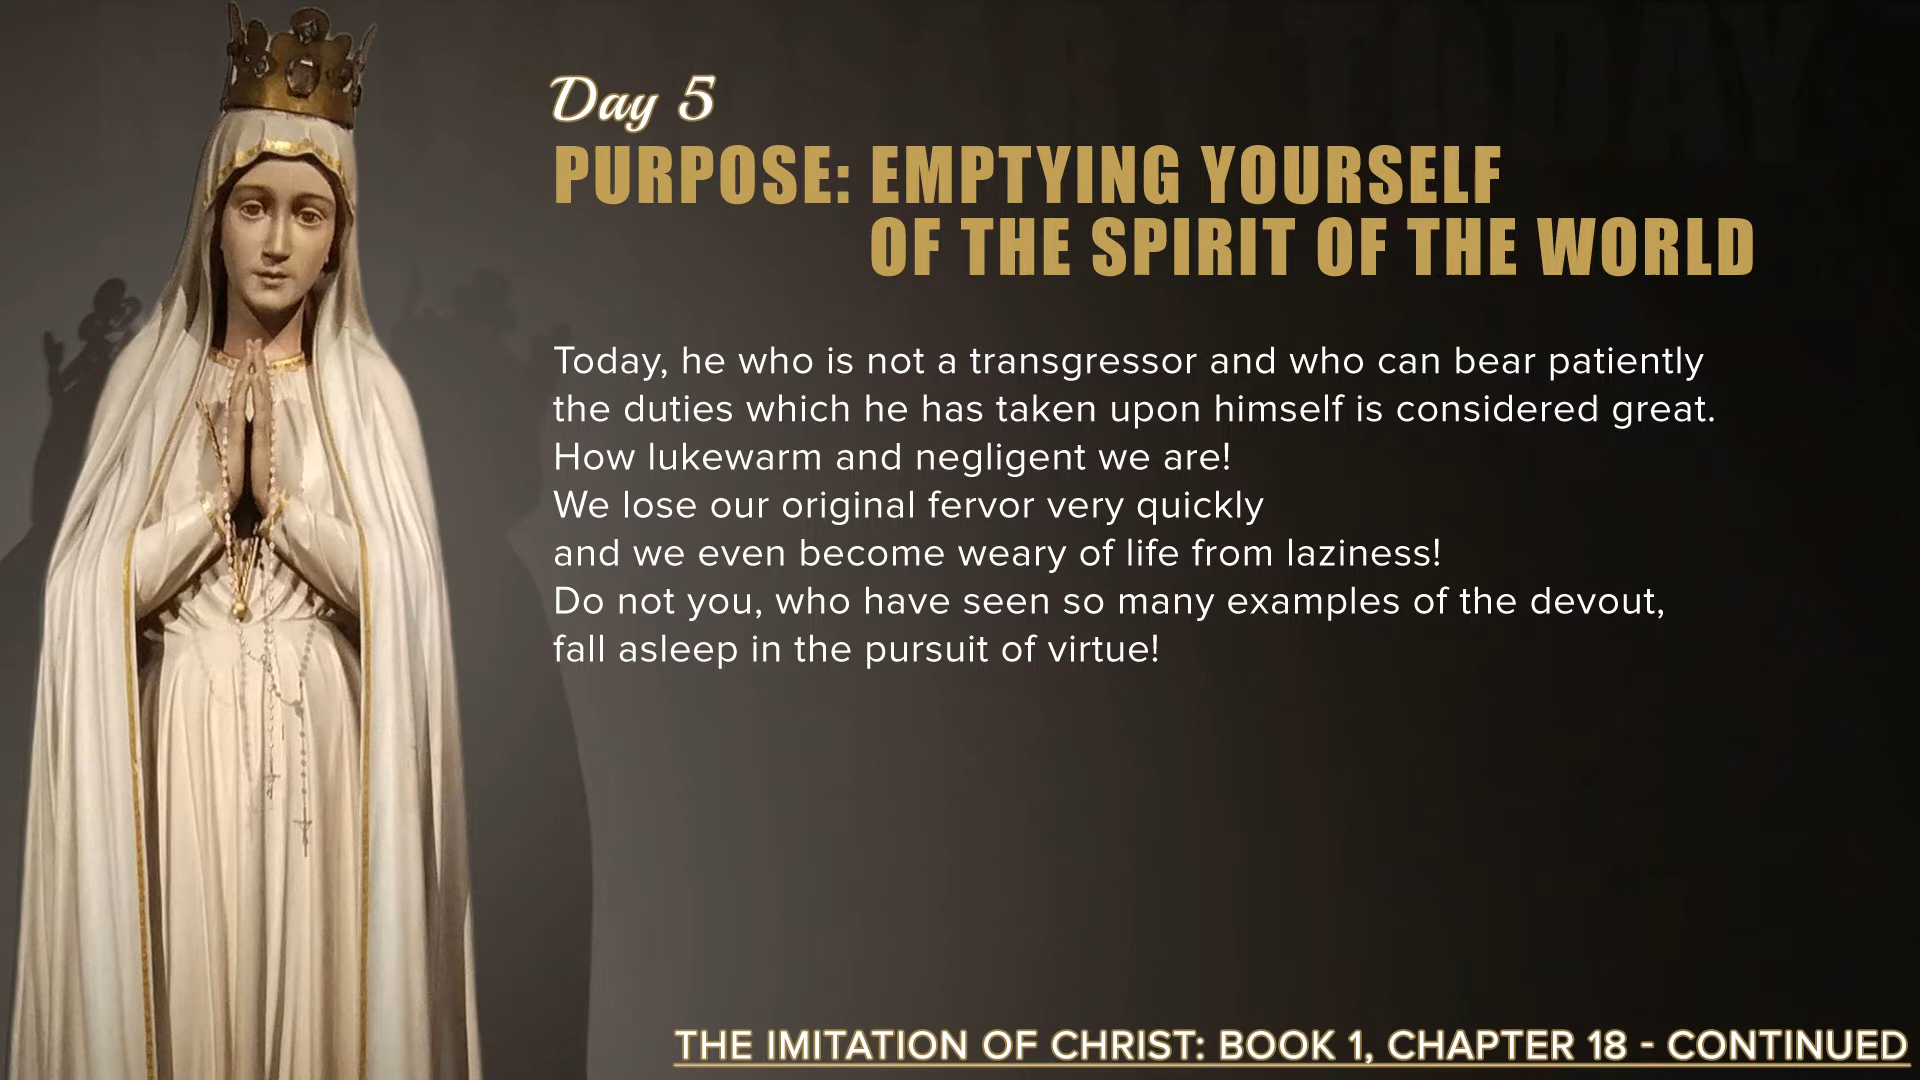 Day 5
PURPOSE: EMPTYING YOURSELF
OF THE SPIRIT OF THE WORLD
Today, he who is not a transgressor and who can bear patiently
the duties which he has taken upon himself is considered great.
How lukewarm and negligent we are!
We lose our original fervor very quickly
and we even become weary of life from laziness!
Do not you, who have seen so many examples of the devout,
fall asleep in the pursuit of virtue!
THE IMITATION OF CHRIST: BOOK 1, CHAPTER 18 - CONTINUED